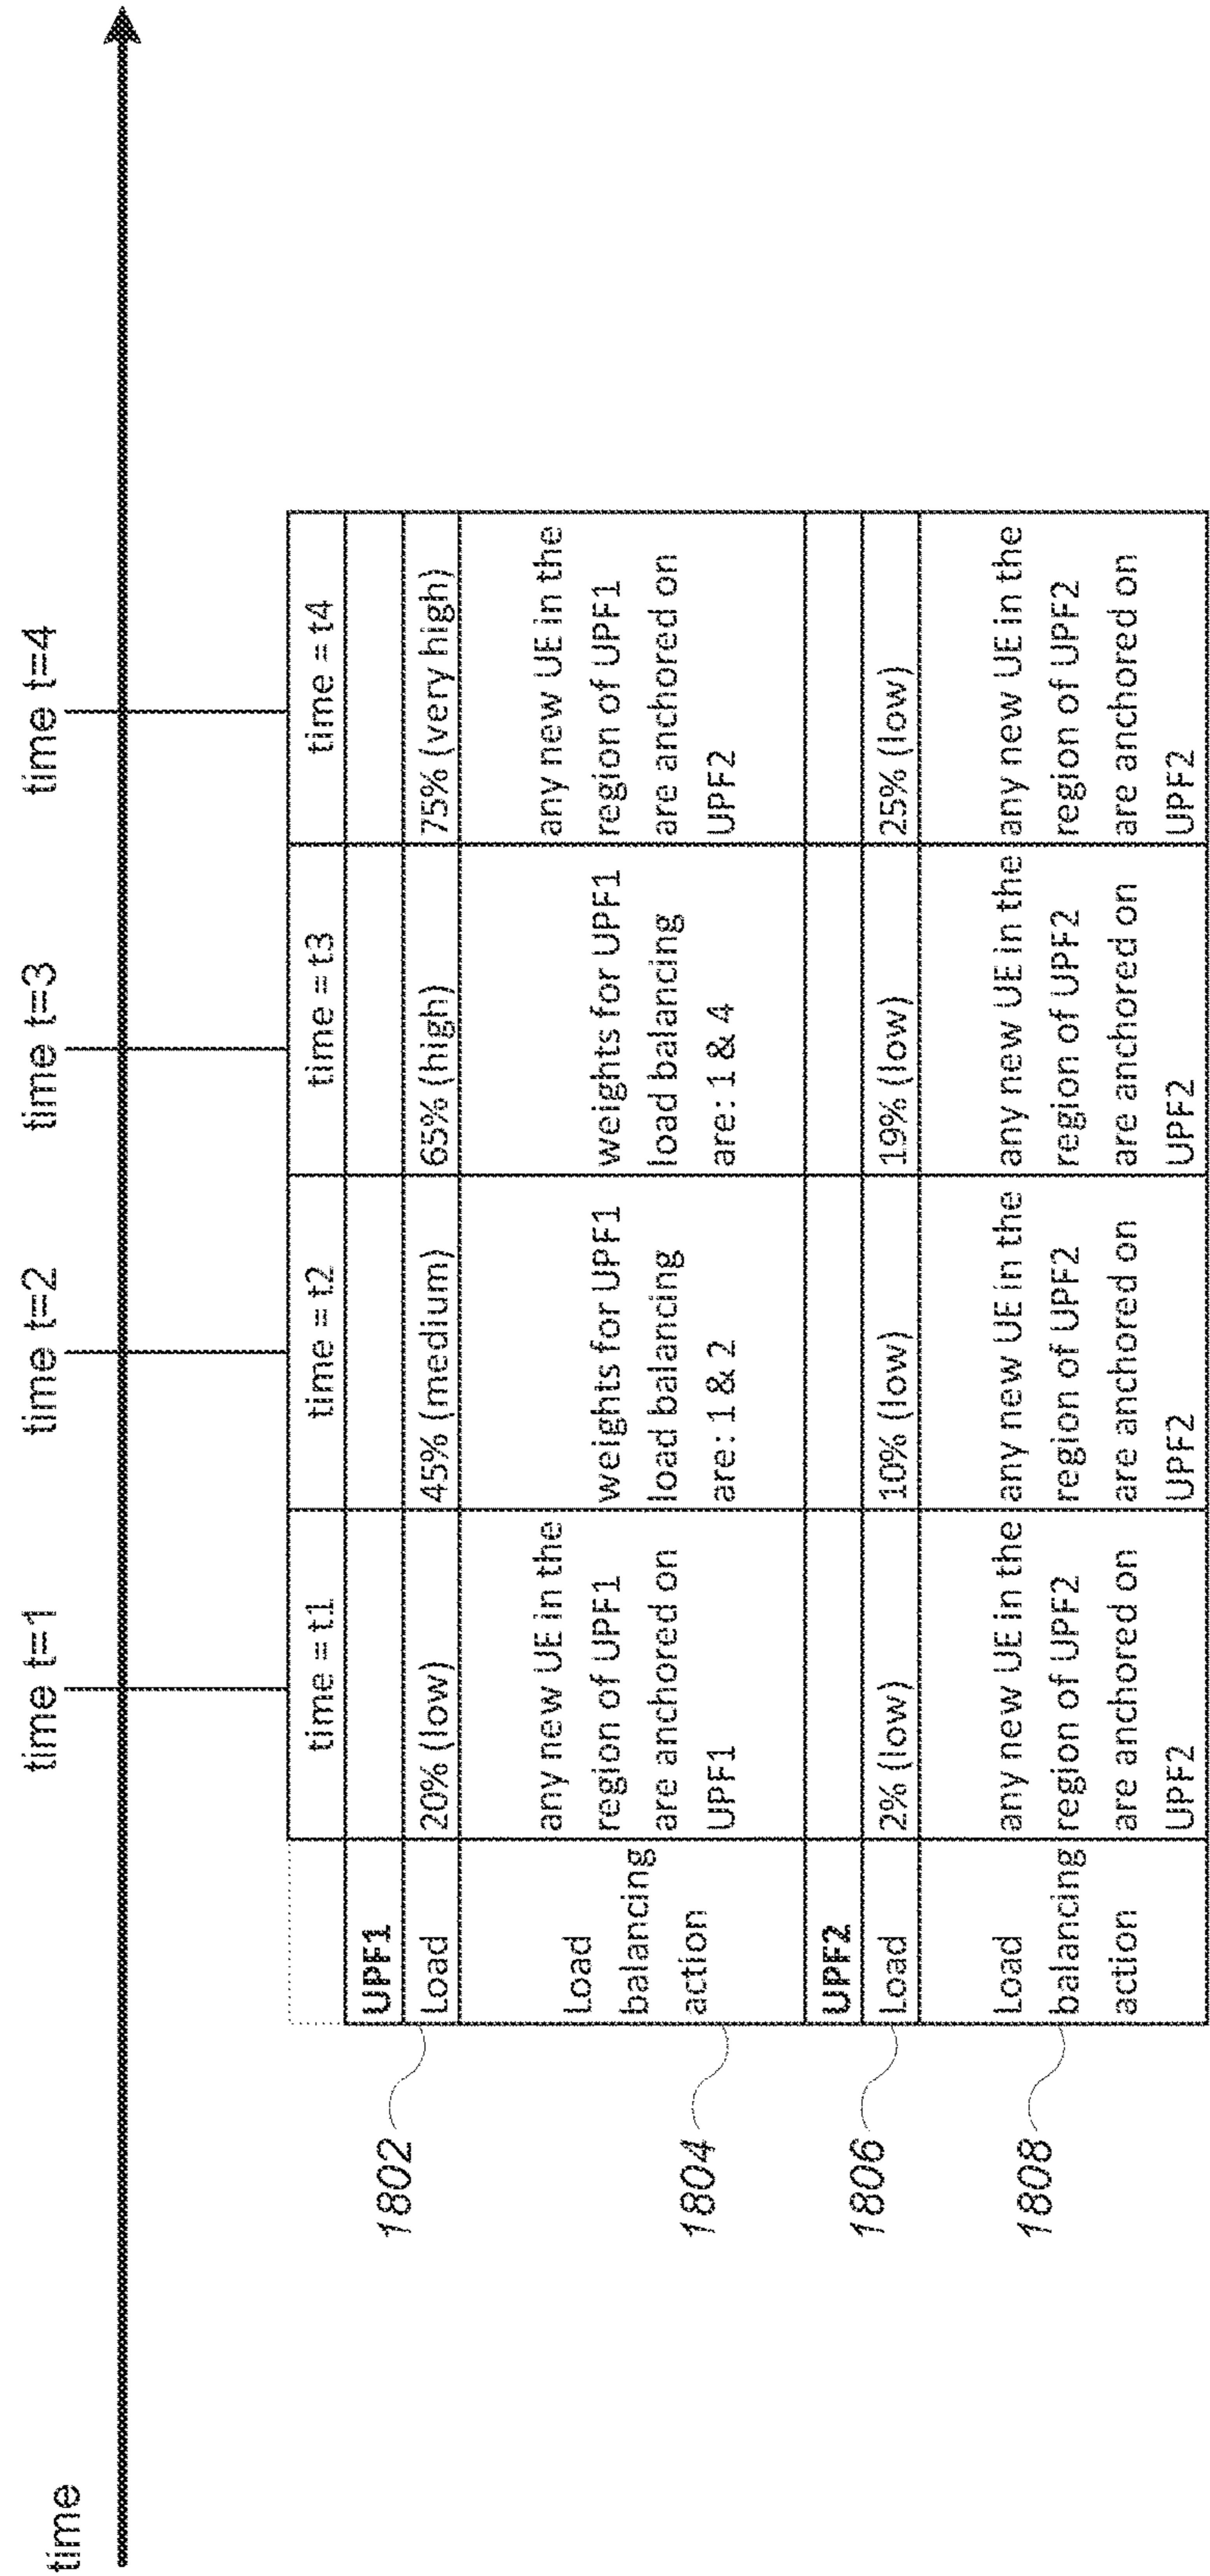 time
time t=1
time t=2
time t=3
time t=4
time = t1
time = t2
time = t3
time = t4
UPF1
1802
Load
20% (low)
45% (medium)
65% (high)
75% (very high)
1804
Load
balancing
action
any new UE in the
region of UPF1
are anchored on
UPF1
weights for UPF1
load balancing
are: 1 & 2
weights for UPF1
load balancing
are: 1 & 4
any new UE in the
region of UPF1
are anchored on
UPF2
UPF2
1806
Load
2% (low)
10% (low)
19% (low)
25% (low)
1808
Load
balancing
action
any new UE in the
region of UPF2
are anchored on
UPF2
any new UE in the
region of UPF2
are anchored on
UPF2
any new UE in the
region of UPF2
are anchored on
UPF2
any new UE in the
region of UPF2
are anchored on
UPF2